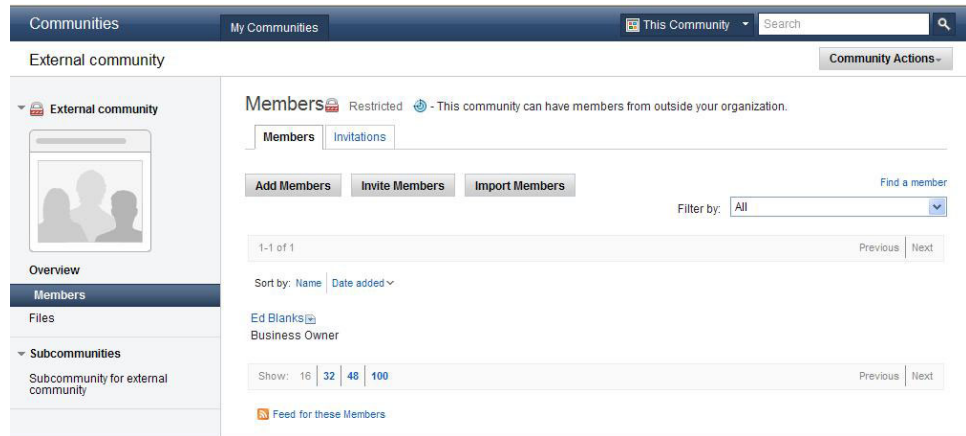 Communities
My Communities
This Community
Search
External community
Community Actions
External community
Overview
Members
Files
Subcommunities
Subcommunity for external
community
Members Restricted - This community can have members from outside your organization.
Members Invitations
Add Members Invite Members Import Members
Find a member
Filter by: All
1-1 of 1 Previous Next
Sort by: Name Date added
Ed Blanks
Business Owner
Show: 16 32 48 100 Previous Next
Feed for these Members